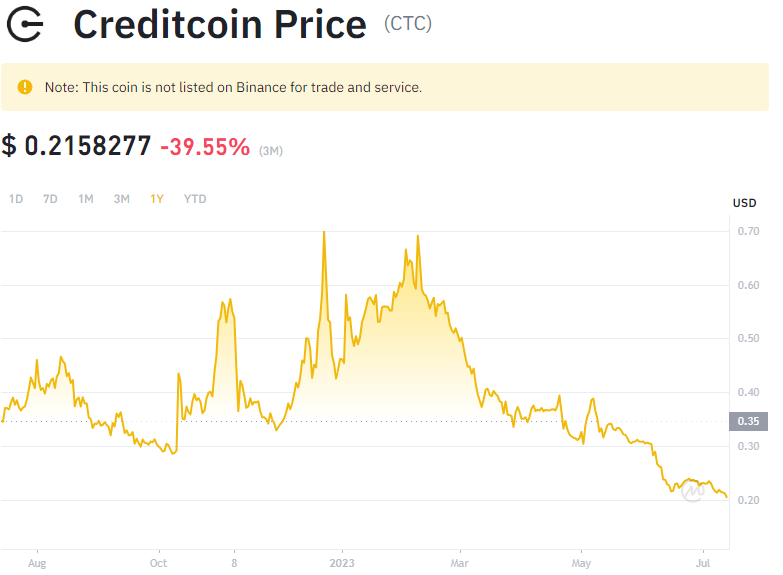 Creditcoin Price (CTC)
Note: This coin is not listed on Binance for trade and service.
$ 0.2158277 -39.55% (3M)
1D 7D 1M 3M 1Y YTD
USD
0.70
0.60
0.50
0.40
0.35
0.30
0.20
Aug Oct 8 2023 Mar May Jul